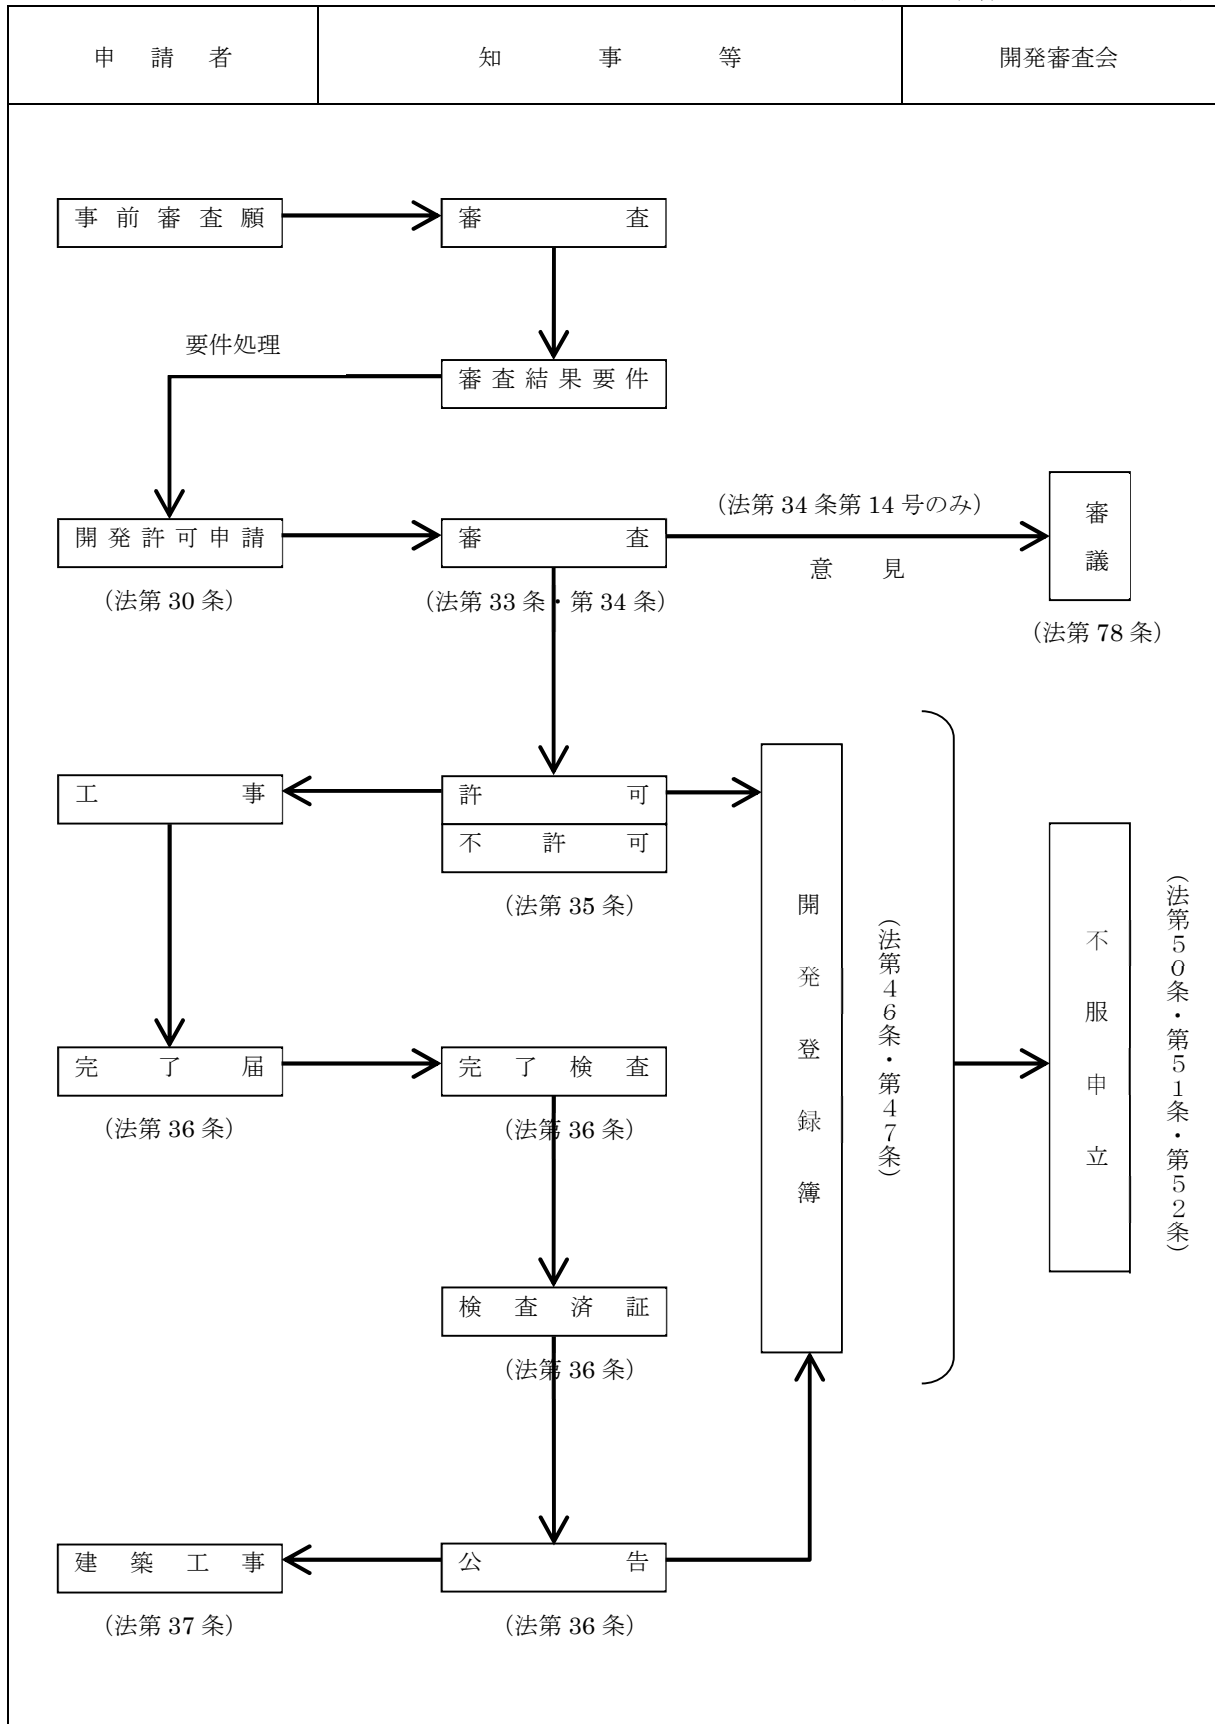 申請者 知事等 開発審査会
事前審査願 審査
要件処理
審査結果要件
(法第34条第14号のみ)
審議
開発許可申請 審査
意見
(法第30条) (法第33条・第34条)
(法第78条)
工事 許可
不許可
(法第35条)
開発登録簿
(法第46条・第47条)
不服申立
(法第50条・第51条・第52条)
完了届 完了検査
(法第36条) (法第36条)
検査済証
(法第36条)
建築工事 公告
(法第37条) (法第36条)